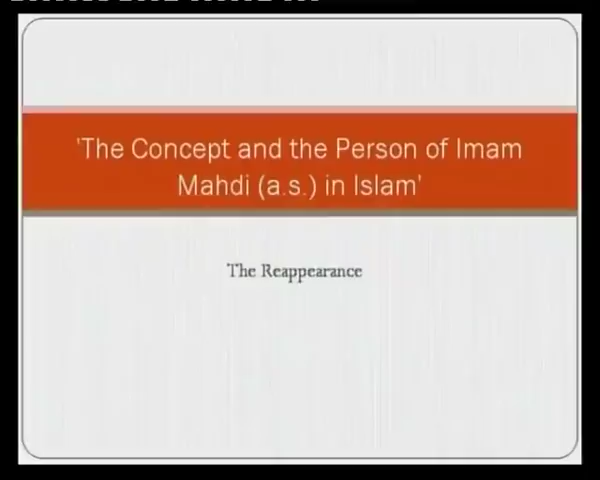 'The Concept and the Person of Imam
Mahdi (a.s.) in Islam'
The Reappearance